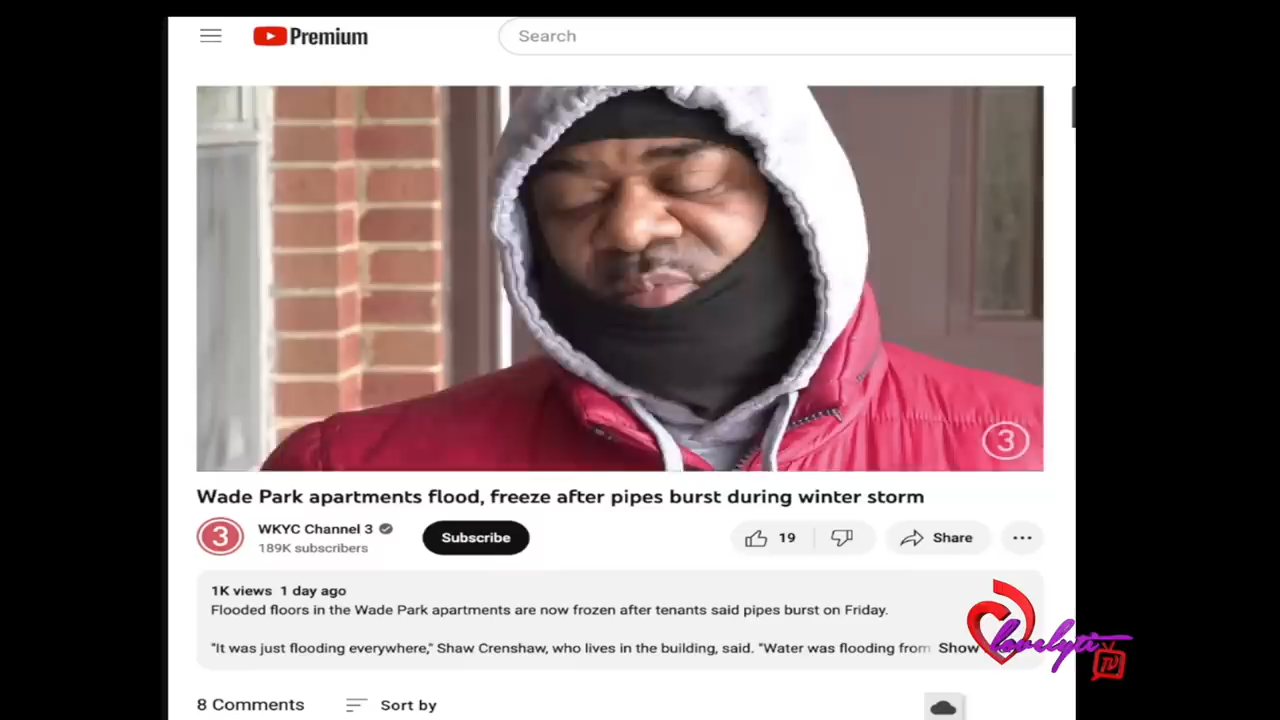 Premium
Search
3
Wade Park apartments flood, freeze after pipes burst during winter storm
3
WKYC Channel 3
189K subscribers
Subscribe
19
Share
1K views 1 day ago
Flooded floors in the Wade Park apartments are now frozen after tenants said pipes burst on Friday.
"It was just flooding everywhere," Shaw Crenshaw, who lives in the building, said. "Water was flooding from Show
lovelyti
TV
8 Comments
Sort by